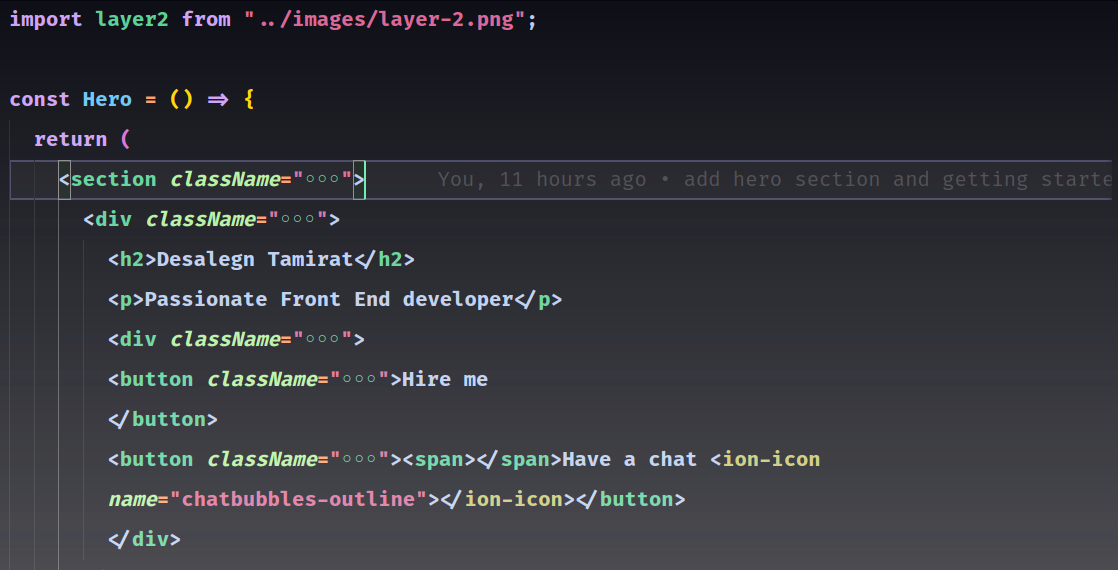 import layer2 from "../images/layer-2.png";
const Hero = () => {
return (
<section className="◦◦◦"> You, 11 hours ago • add hero section and getting starte
<div className="◦◦◦">
<h2>Desalegn Tamirat</h2>
<p>Passionate Front End developer</p>
<div className="◦◦◦">
<button className="◦◦◦">Hire me
</button>
<button className="◦◦◦"><span></span>Have a chat <ion-icon
name="chatbubbles-outline"></ion-icon></button>
</div>